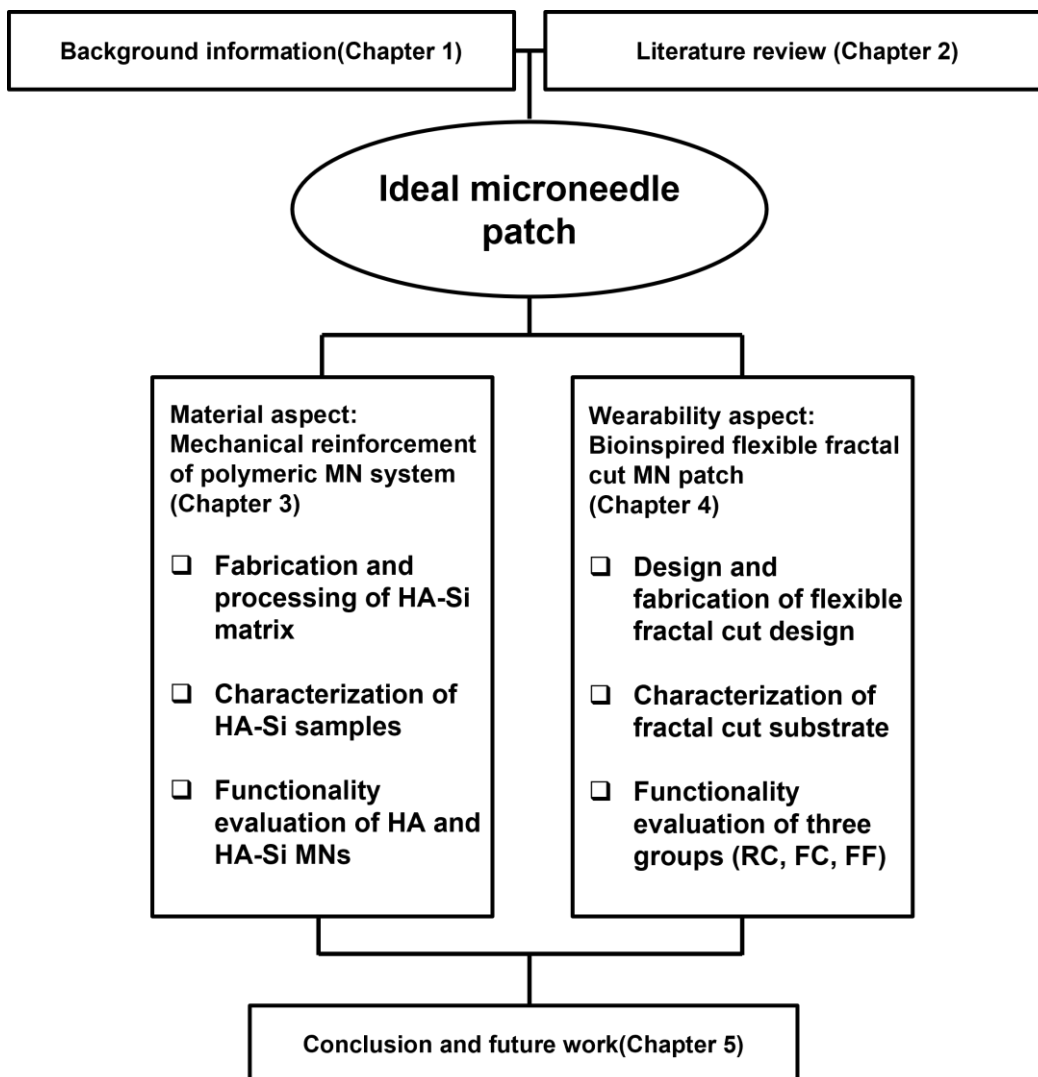 Background information(Chapter 1)
Literature review (Chapter 2)
Ideal microneedle
patch
Material aspect:
Mechanical reinforcement
of polymeric MN system
(Chapter 3)
❑ Fabrication and
processing of HA-Si
matrix
❑ Characterization of
HA-Si samples
❑ Functionality
evaluation of HA and
HA-Si MNs
Wearability aspect:
Bioinspired flexible fractal
cut MN patch
(Chapter 4)
❑ Design and
fabrication of flexible
fractal cut design
❑ Characterization of
fractal cut substrate
❑ Functionality
evaluation of three
groups (RC, FC, FF)
Conclusion and future work(Chapter 5)